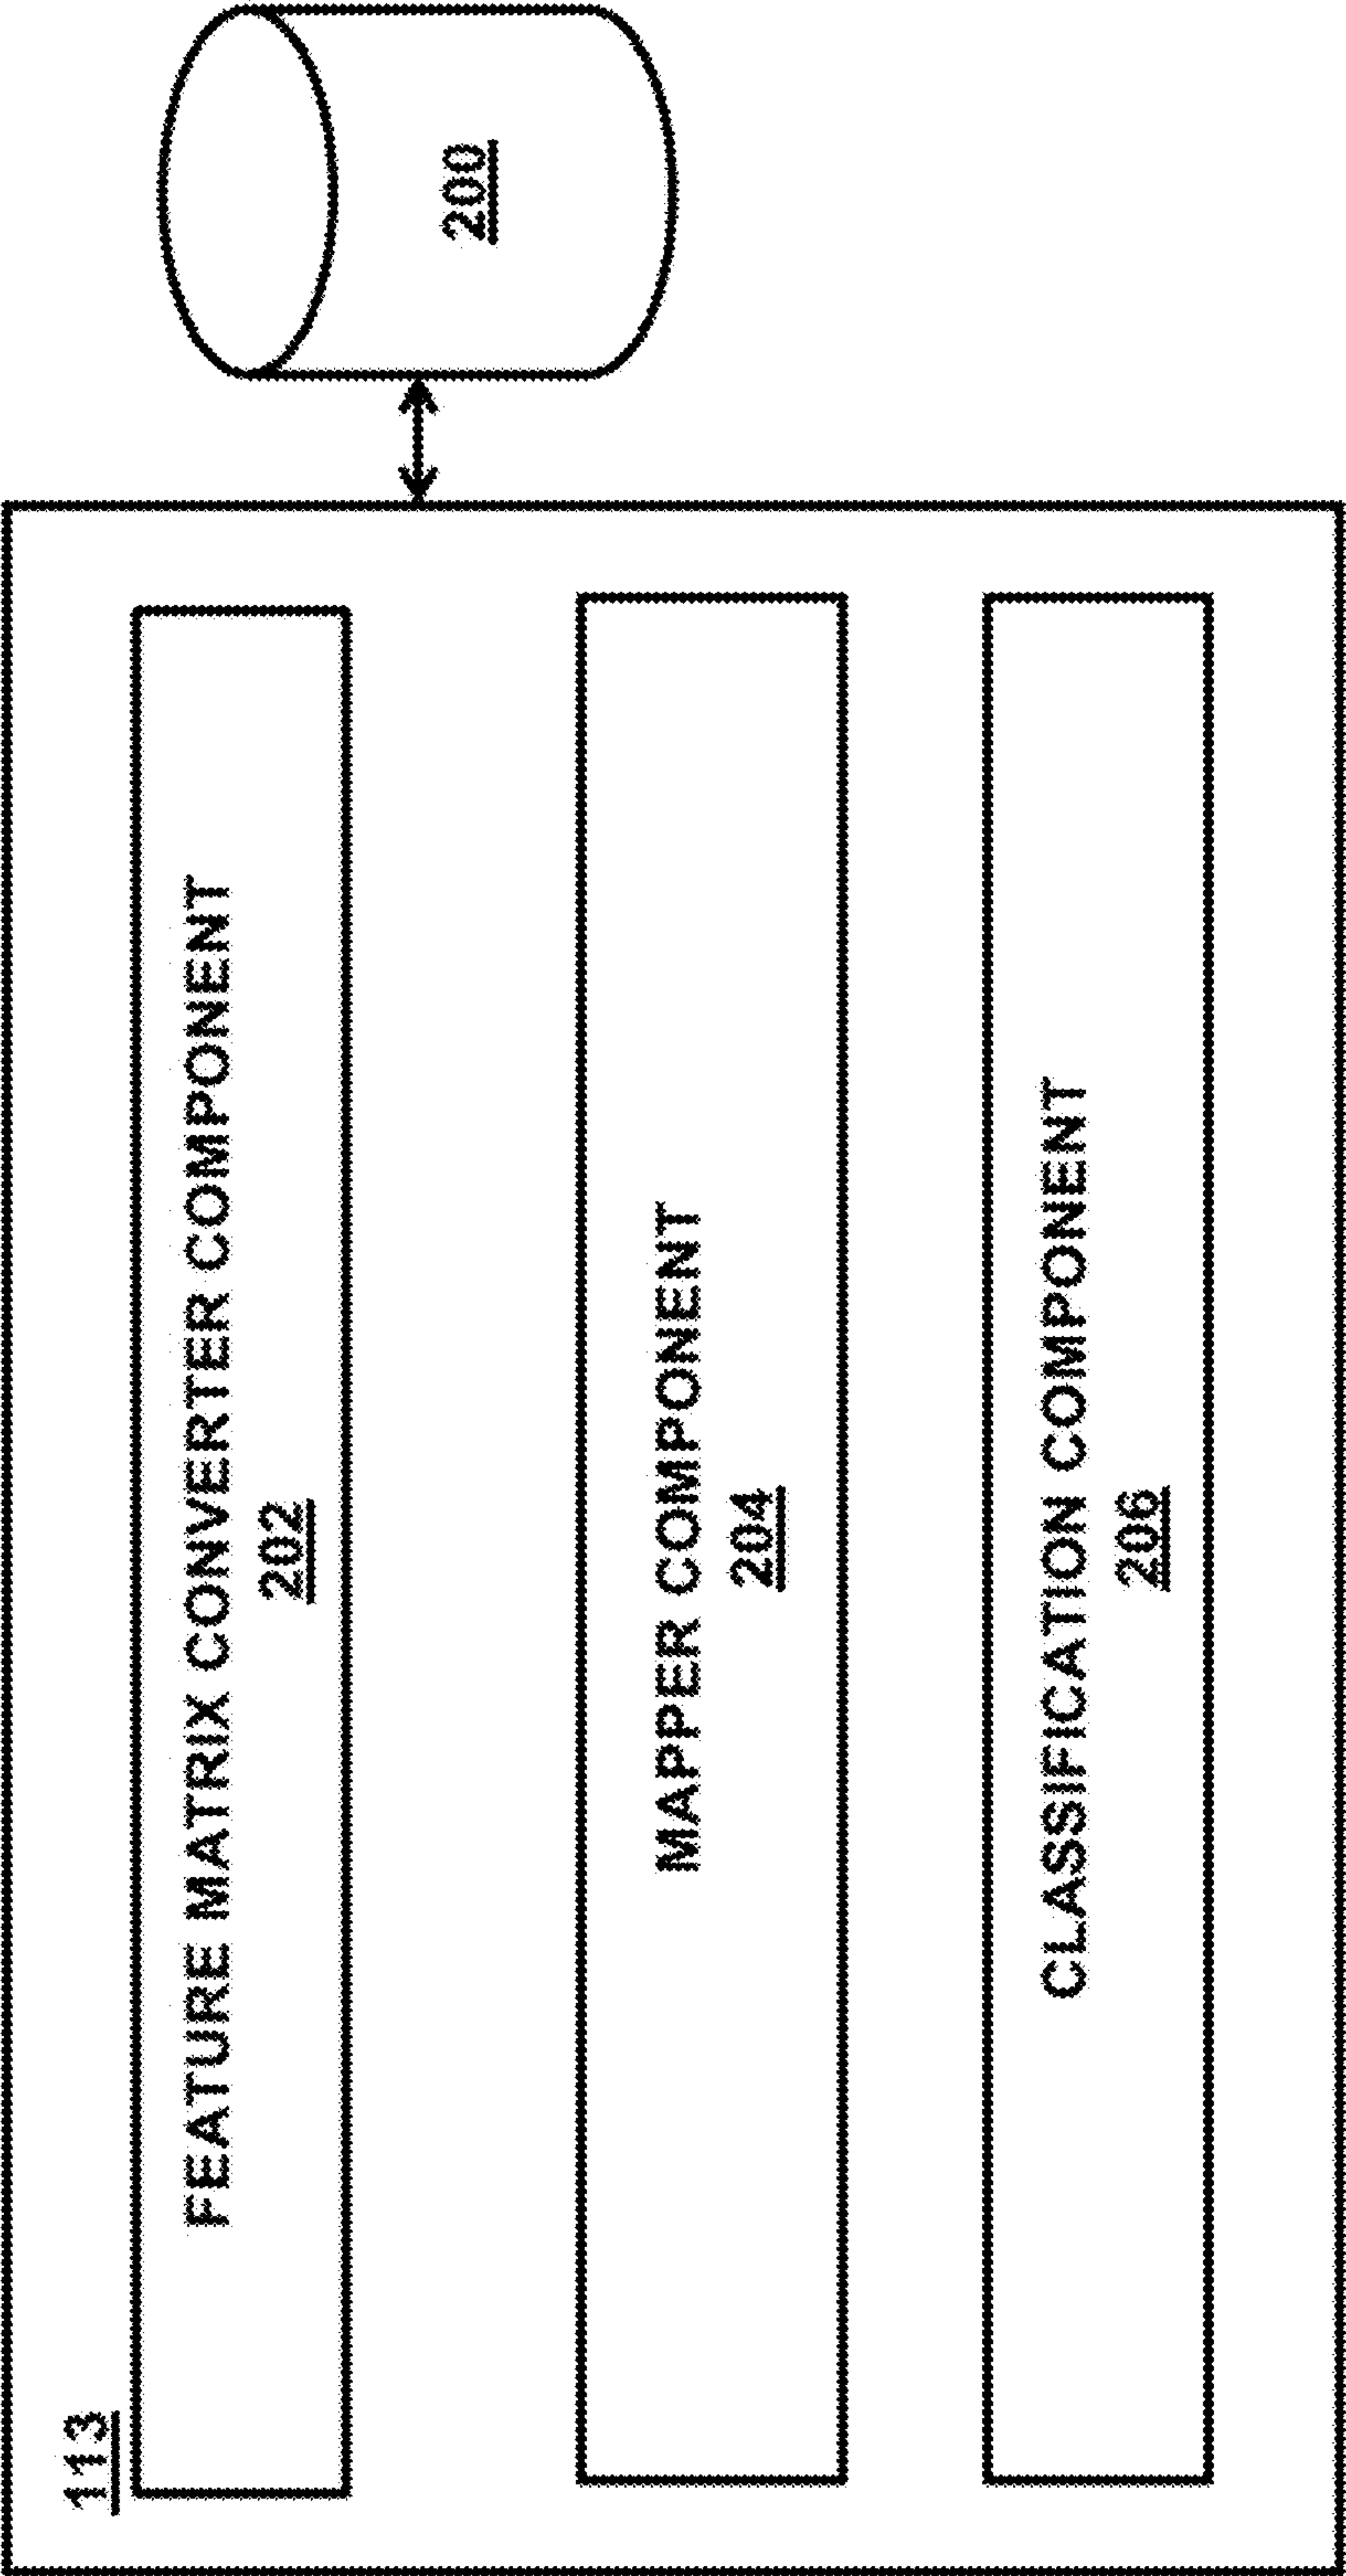 113
FEATURE MATRIX CONVERTER COMPONENT
202
MAPPER COMPONENT
204
CLASSIFICATION COMPONENT
206
200